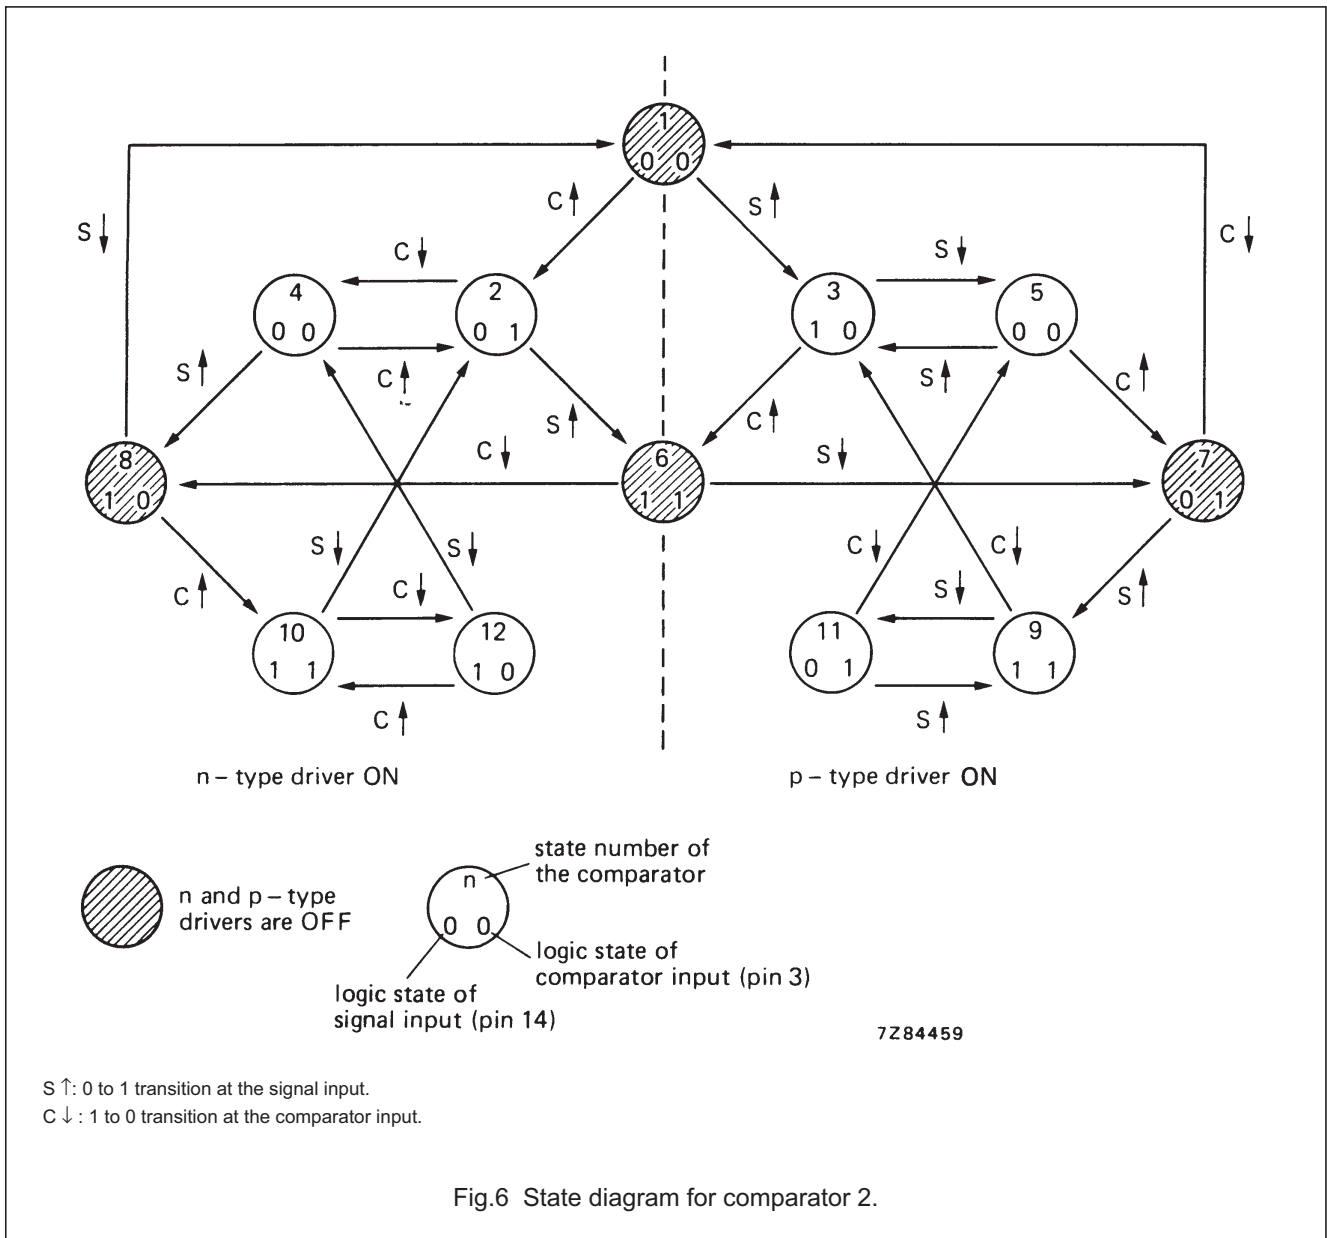 1
0 0
C↑
S↑
S↓
C↓
C↓
S↓
4
0 0
2
0 1
3
1 0
5
0 0
S↑
C↑
S↑
C↑
S↑
C↑
8
1 0
C↓
6
1 1
S↓
7
0 1
C↑
S↓
S↓
C↓
C↓
C↓
S↓
S↑
10
1 1
12
1 0
11
0 1
9
1 1
C↑
S↑
n – type driver ON
p – type driver ON
n and p – type
drivers are OFF
n
0 0
state number of
the comparator
logic state of
comparator input (pin 3)
logic state of
signal input (pin 14)
7Z84459
S ↑: 0 to 1 transition at the signal input.
C ↓ : 1 to 0 transition at the comparator input.
Fig.6 State diagram for comparator 2.